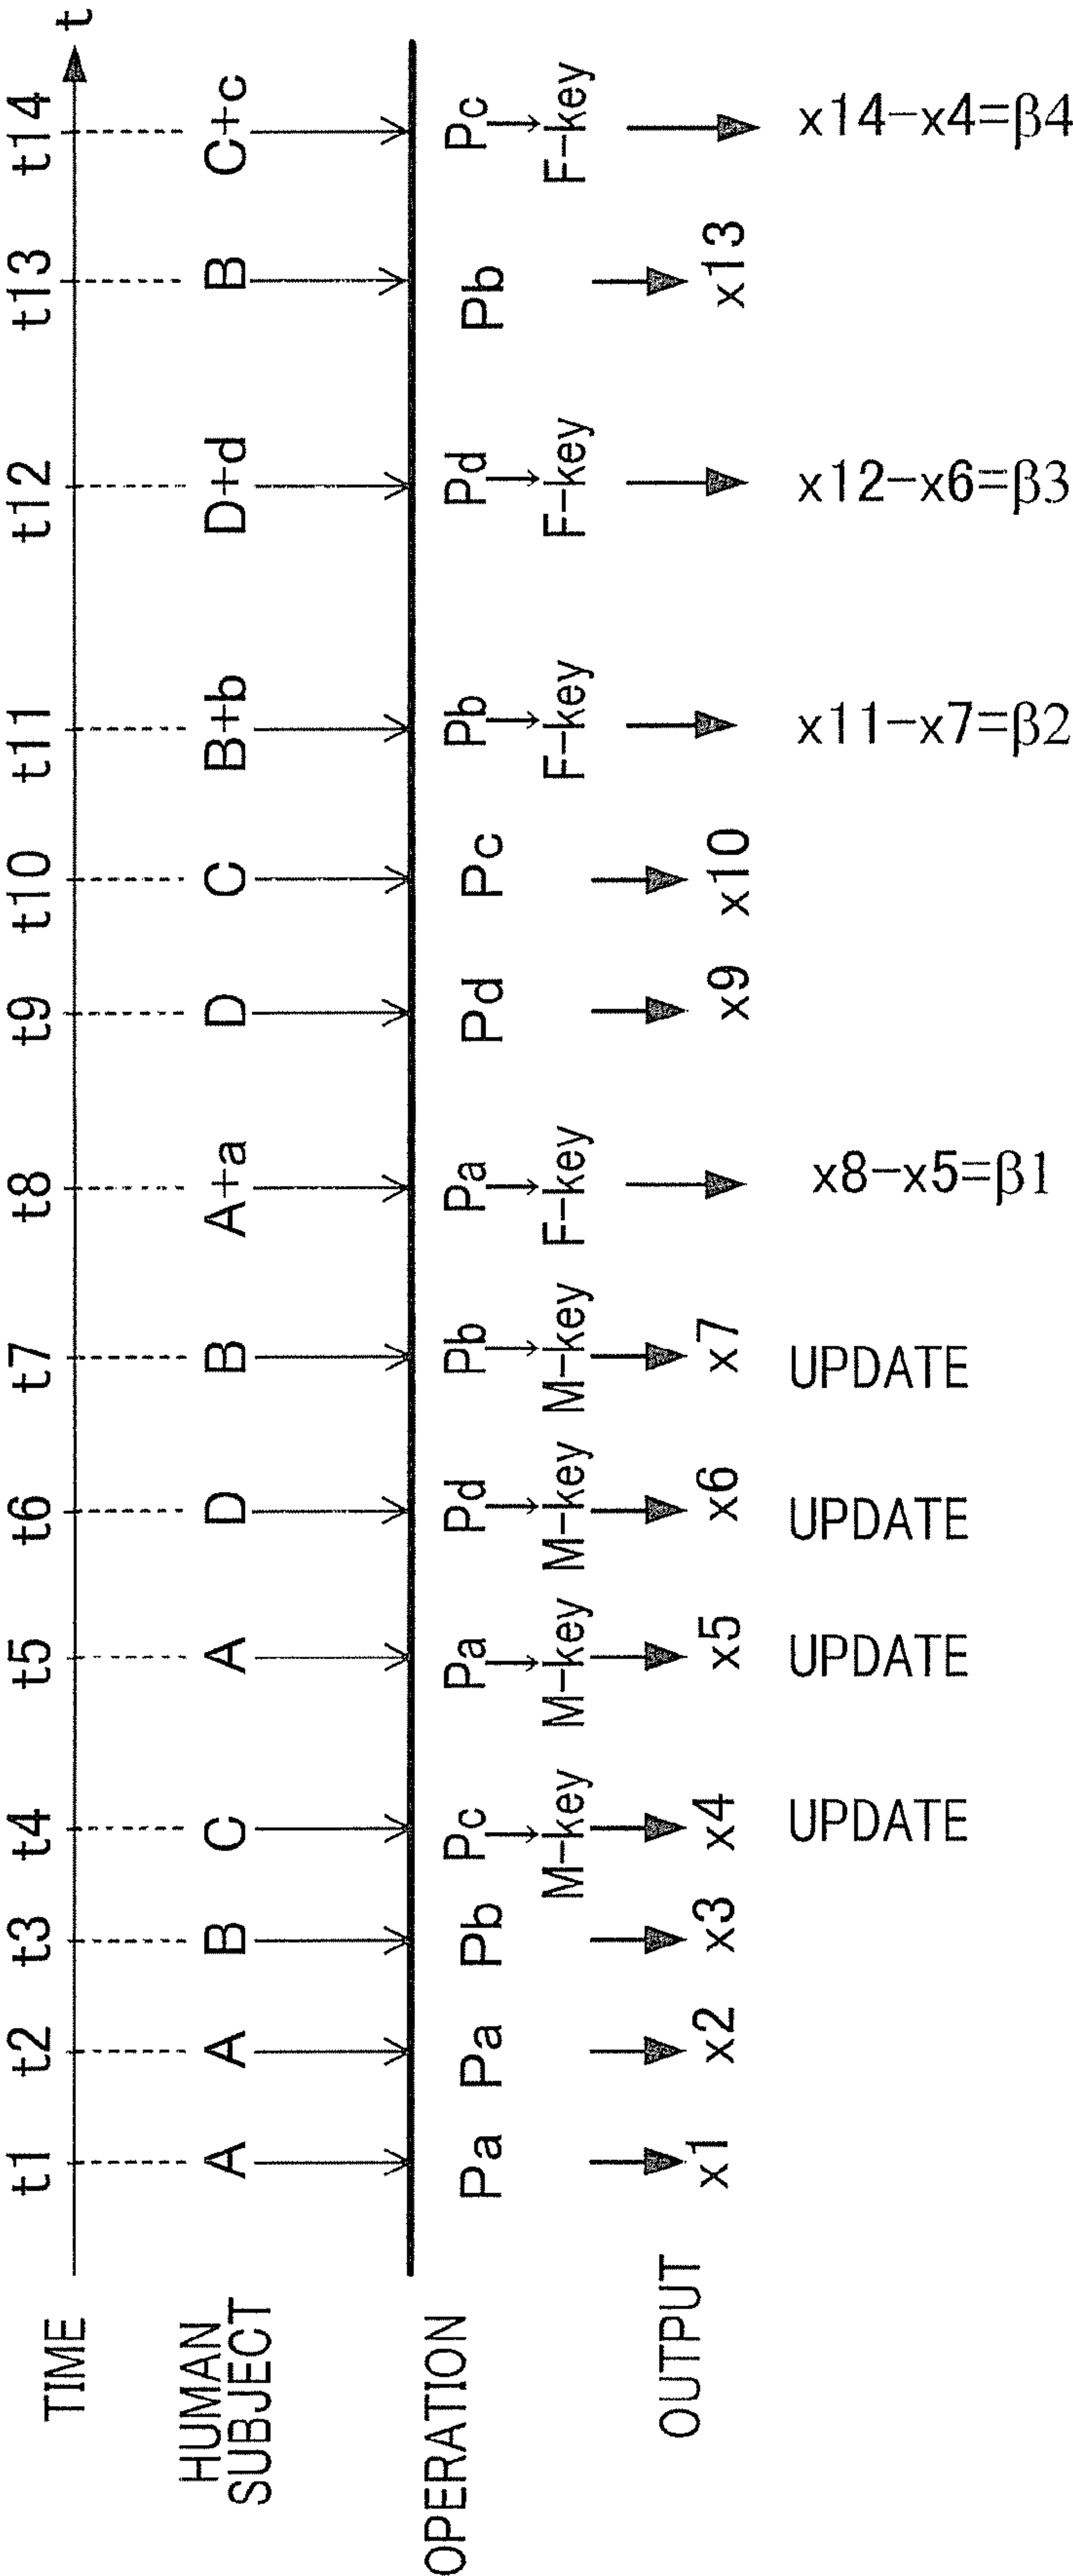 TIME t1 t2 t3 t4 t5 t6 t7 t8 t9 t10 t11 t12 t13 t14 t
HUMAN
SUBJECT
A A B C A D B A+a D C B+b D+d B C+c
OPERATION
Pa Pa Pb Pc Pa Pd Pb Pa Pd Pc Pb Pd Pb Pc
M-key M-key M-key M-key F-key F-key F-key F-key
OUTPUT
x1 x2 x3 x4 x5 x6 x7 x9 x10 x13
UPDATE UPDATE UPDATE UPDATE x8-x5=β1 x11-x7=β2 x12-x6=β3 x14-x4=β4